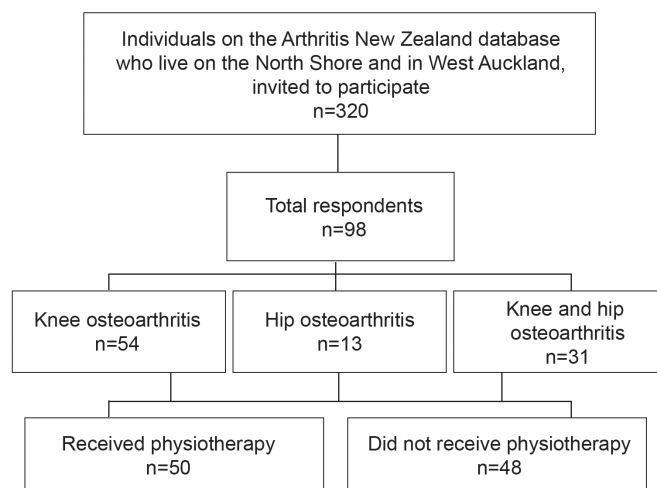 Individuals on the Arthritis New Zealand database
who live on the North Shore and in West Auckland,
invited to participate
n=320
Total respondents
n=98
Knee osteoarthritis
n=54
Hip osteoarthritis
n=13
Knee and hip
osteoarthritis
n=31
Received physiotherapy
n=50
Did not receive physiotherapy
n=48